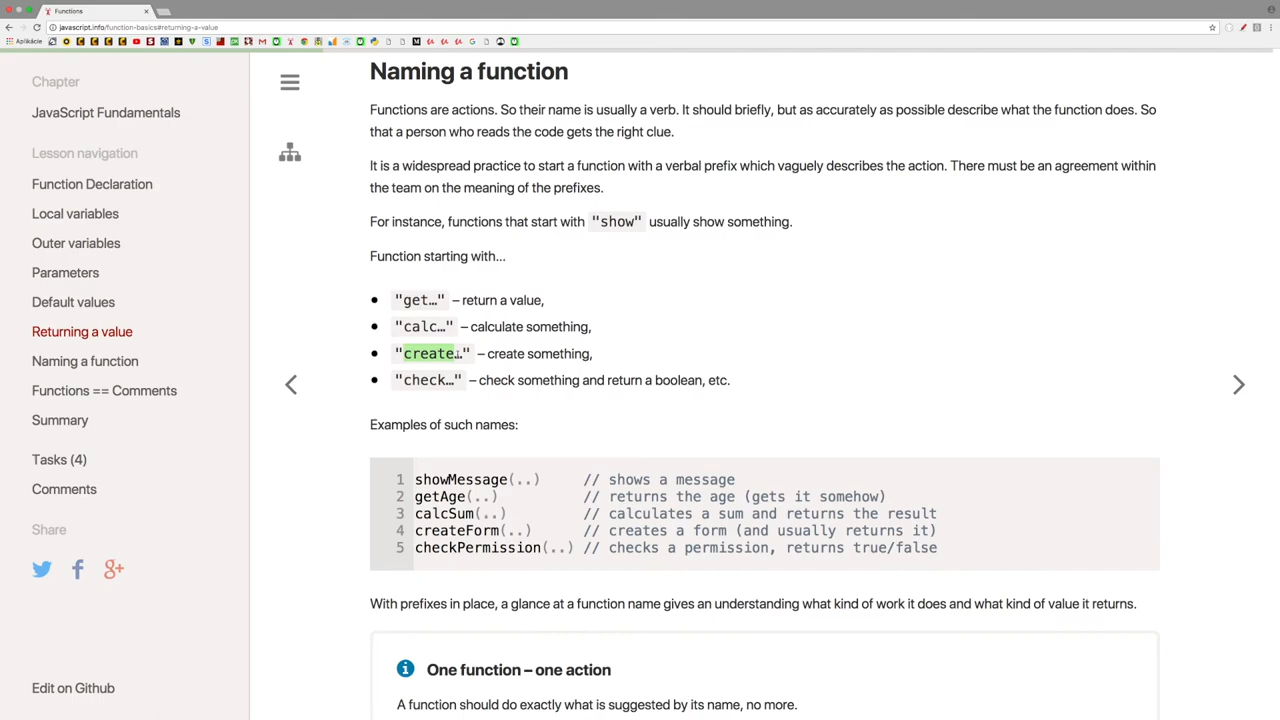 Functions
javascript.info/function-basics#returning-a-value
Aplikácie
Chapter
JavaScript Fundamentals
Lesson navigation
Function Declaration
Local variables
Outer variables
Parameters
Default values
Returning a value
Naming a function
Functions == Comments
Summary
Tasks (4)
Comments
Share
Edit on Github
Naming a function
Functions are actions. So their name is usually a verb. It should briefly, but as accurately as possible describe what the function does. So
that a person who reads the code gets the right clue.
It is a widespread practice to start a function with a verbal prefix which vaguely describes the action. There must be an agreement within
the team on the meaning of the prefixes.
For instance, functions that start with "show" usually show something.
Function starting with…
"get…" – return a value,
"calc…" – calculate something,
"create…" – create something,
"check…" – check something and return a boolean, etc.
Examples of such names:
1 showMessage(..) // shows a message
2 getAge(..) // returns the age (gets it somehow)
3 calcSum(..) // calculates a sum and returns the result
4 createForm(..) // creates a form (and usually returns it)
5 checkPermission(..) // checks a permission, returns true/false
With prefixes in place, a glance at a function name gives an understanding what kind of work it does and what kind of value it returns.
One function – one action
A function should do exactly what is suggested by its name, no more.